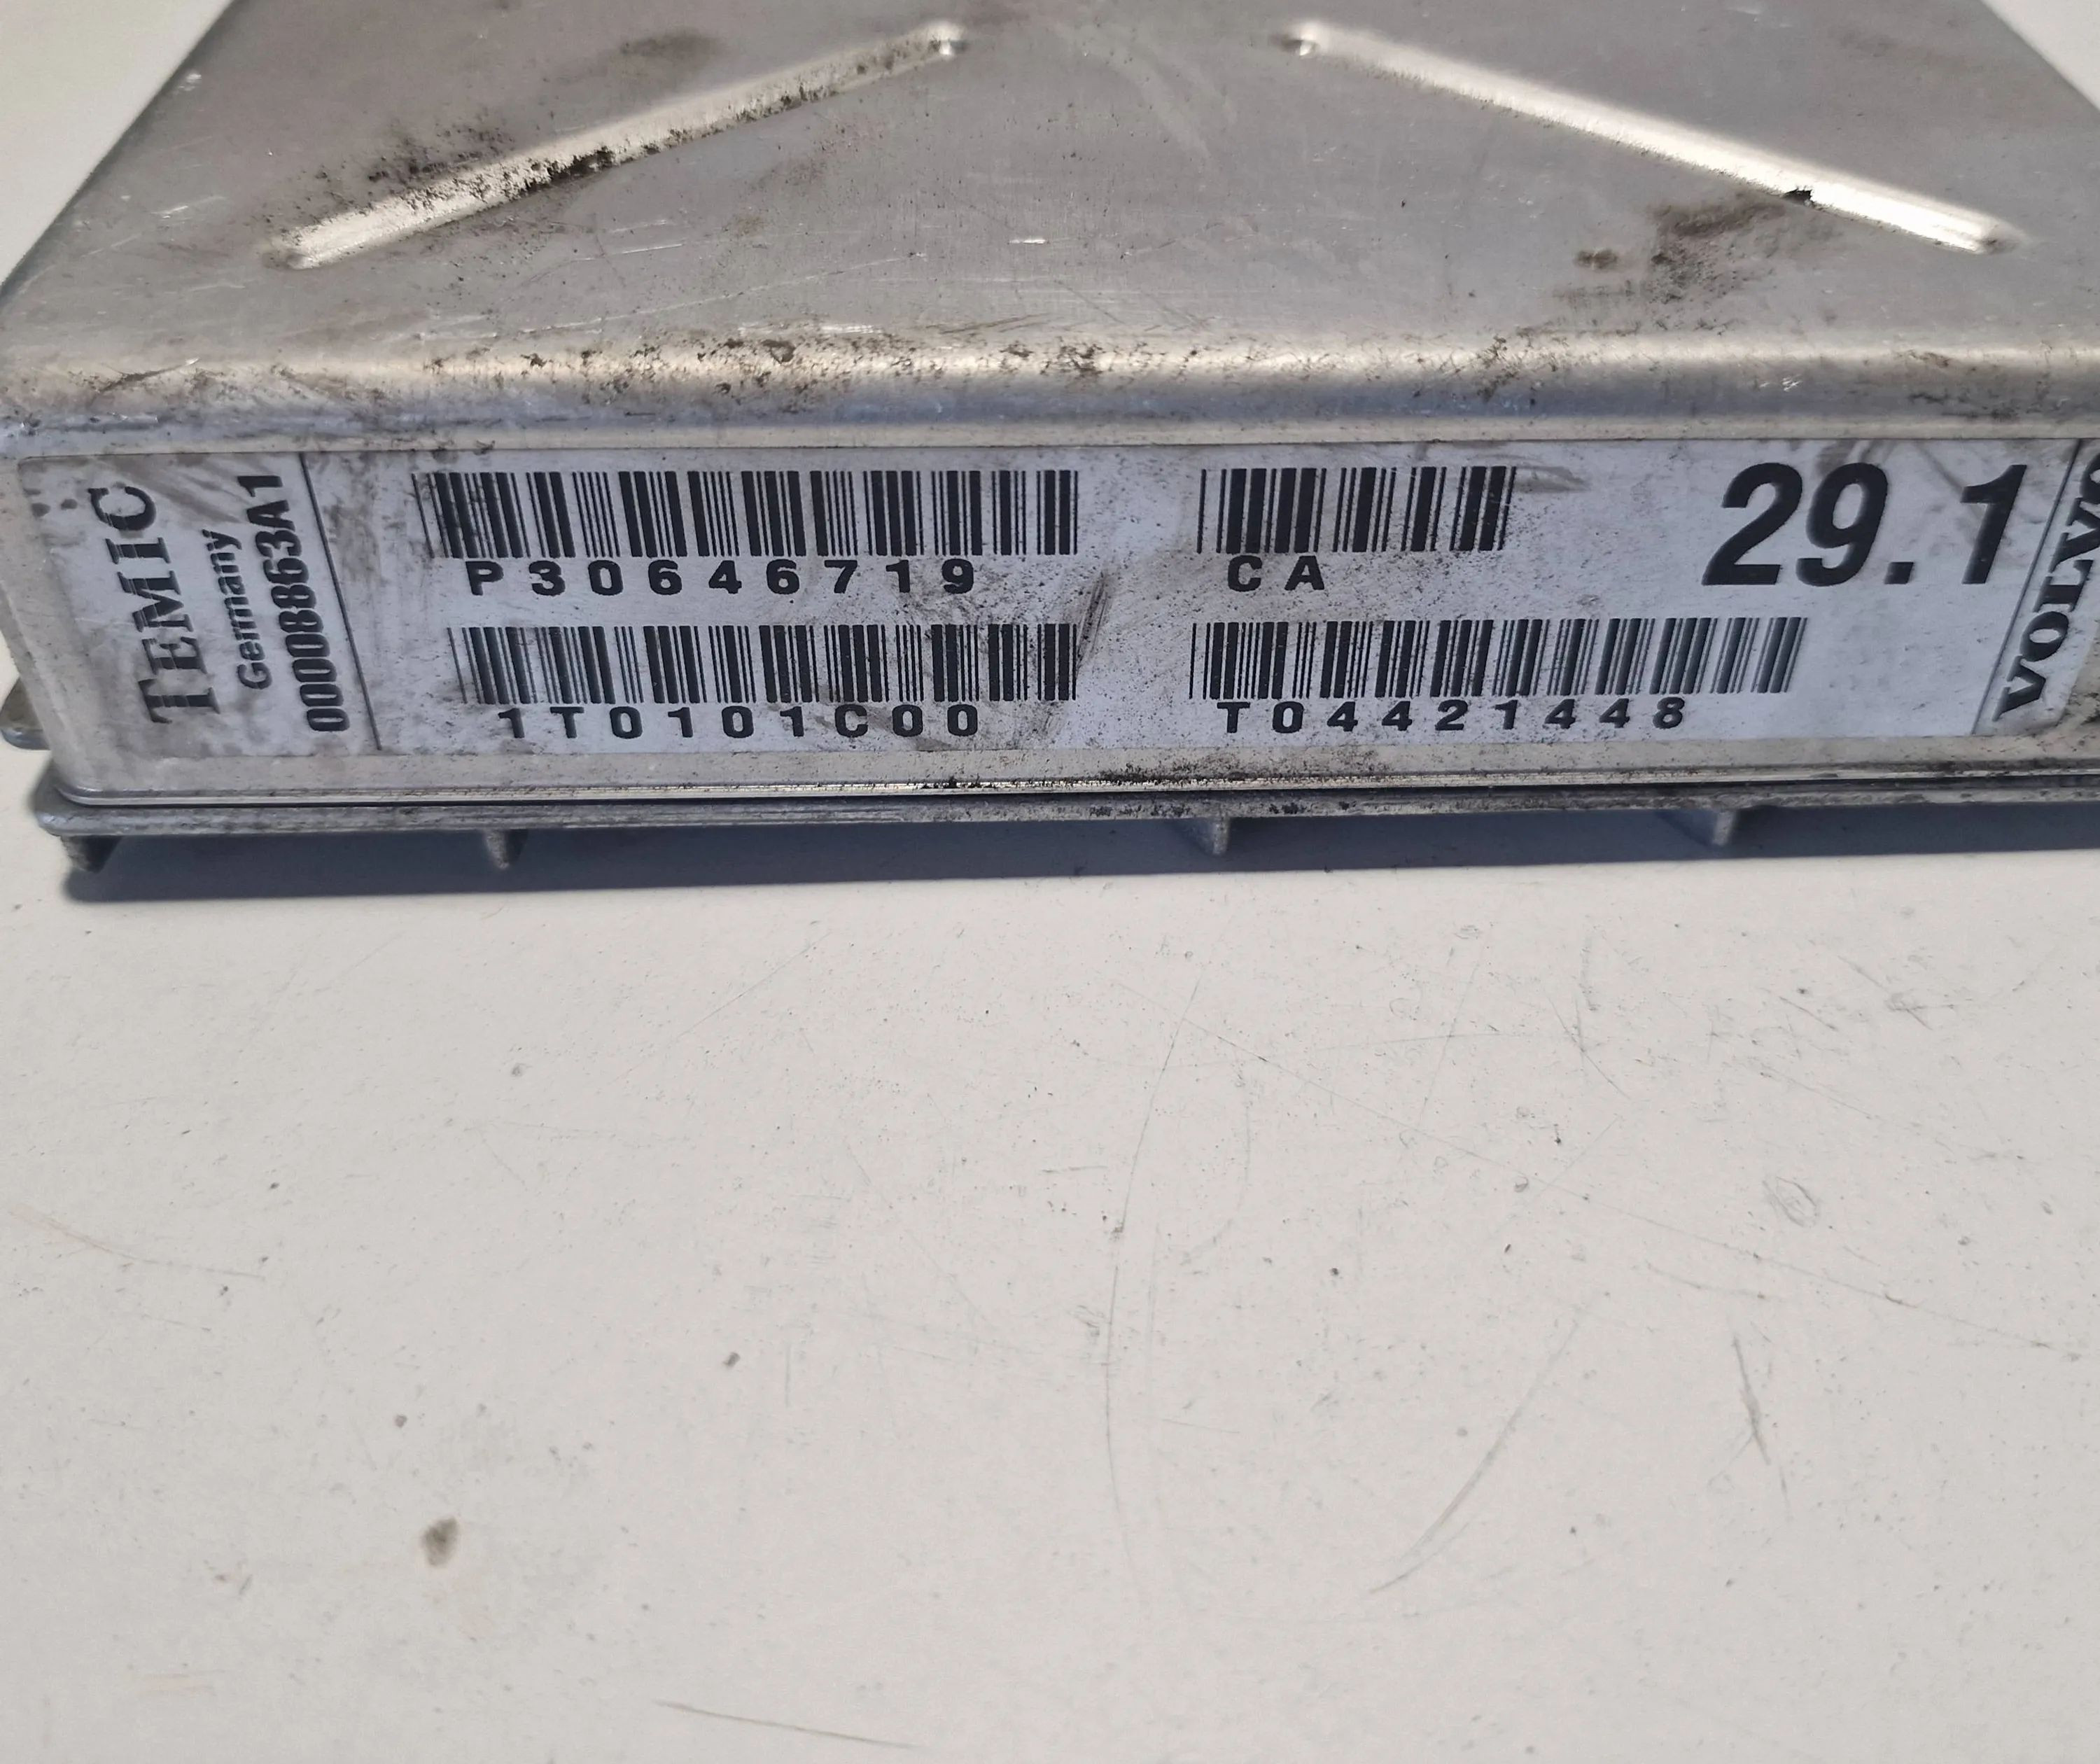 TEMIC
Germany
00008863A1
P30646719
CA
29.1
1T0101C00
T04421448
VOLVO